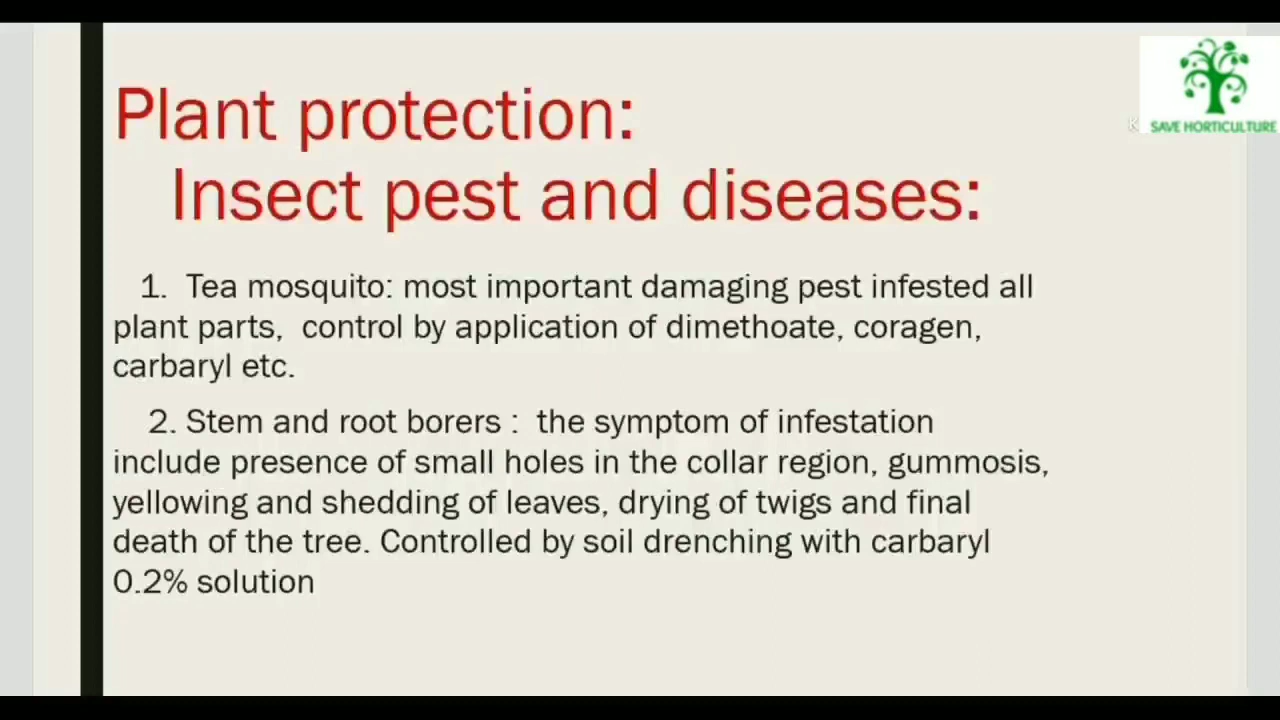 Plant protection:
Insect pest and diseases:
SAVE HORTICULTURE
1. Tea mosquito: most important damaging pest infested all
plant parts, control by application of dimethoate, coragen,
carbaryl etc.
2. Stem and root borers : the symptom of infestation
include presence of small holes in the collar region, gummosis,
yellowing and shedding of leaves, drying of twigs and final
death of the tree. Controlled by soil drenching with carbaryl
0.2% solution